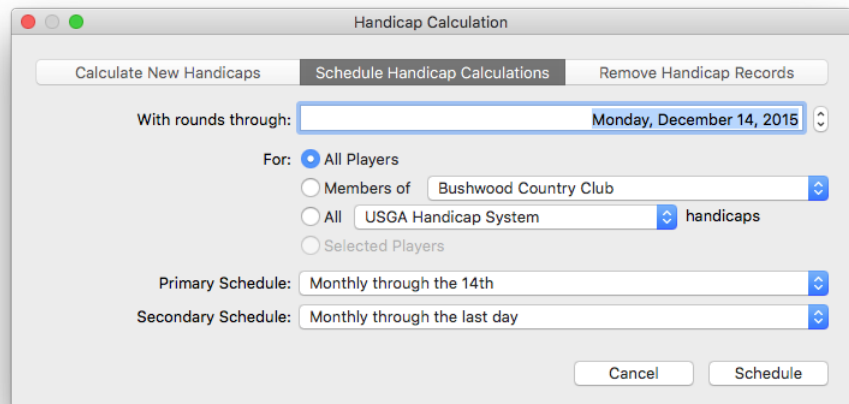 Handicap Calculation
Calculate New Handicaps Schedule Handicap Calculations Remove Handicap Records
With rounds through: Monday, December 14, 2015
For: All Players
Members of Bushwood Country Club
All USGA Handicap System handicaps
Selected Players
Primary Schedule: Monthly through the 14th
Secondary Schedule: Monthly through the last day
Cancel Schedule